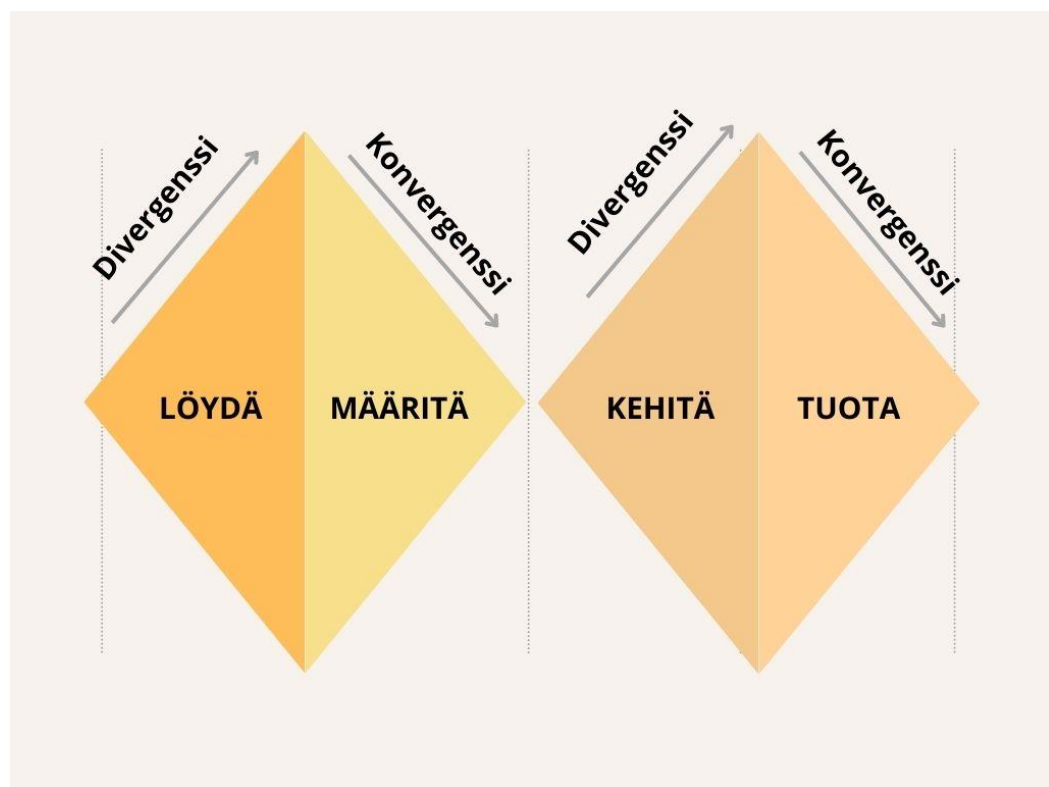 Divergenssi
Konvergenssi
Divergenssi
Konvergenssi
LÖYDÄ
MÄÄRITÄ
KEHITÄ
TUOTA